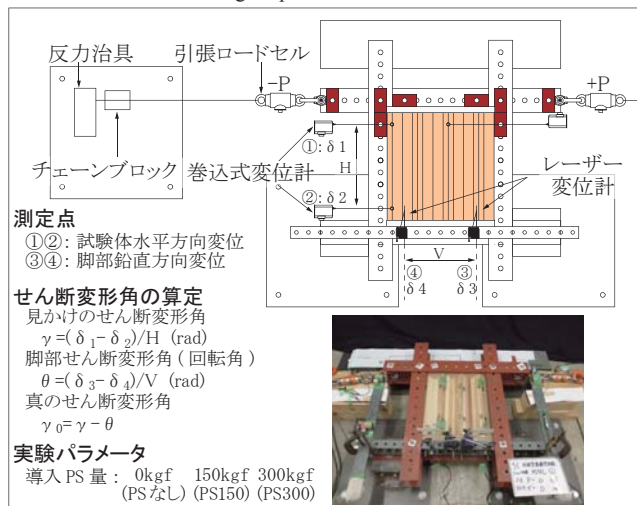 反力治具
引張ロードセル
-P
+P
チェーンブロック
巻込式変位計
①: δ1
②: δ2
H
レーザー
変位計
V
④
δ4
③
δ3
測定点
①②: 試験体水平方向変位
③④: 脚部鉛直方向変位
せん断変形角の算定
見かけのせん断変形角
γ=(δ₁-δ₂)/H (rad)
脚部せん断変形角 ( 回転角 )
θ=(δ₃-δ₄)/V (rad)
真のせん断変形角
γ₀= γ - θ
実験パラメータ
導入 PS 量 : 0kgf 150kgf 300kgf
(PSなし) (PS150) (PS300)